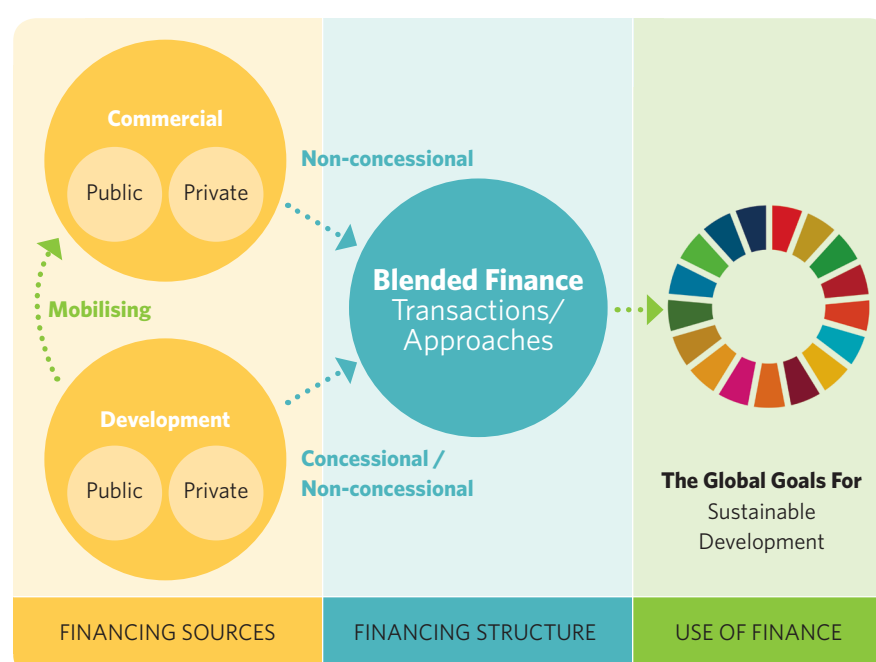 Commercial
Public
Private
Non-concessional
Mobilising
Blended Finance
Transactions/
Approaches
Development
Public
Private
Concessional /
Non-concessional
The Global Goals For
Sustainable
Development
FINANCING SOURCES
FINANCING STRUCTURE
USE OF FINANCE